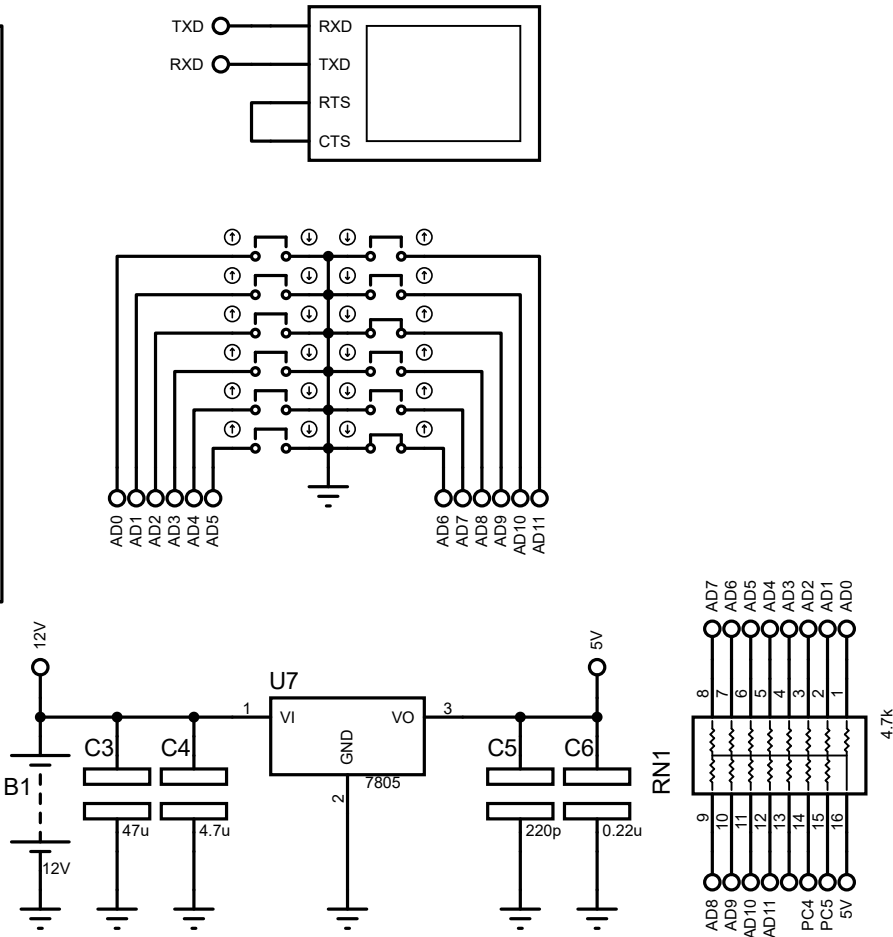 TXD
RXD
RXD
TXD
RTS
CTS
AD0
AD1
AD2
AD3
AD4
AD5
AD6
AD7
AD8
AD9
AD10
AD11
12V
B1
12V
C3
47u
C4
4.7u
U7
1
VI
VO
3
GND
2
7805
C5
220p
C6
0.22u
5V
RN1
4.7k
AD7
AD6
AD5
AD4
AD3
AD2
AD1
AD0
8
7
6
5
4
3
2
1
9
10
11
12
13
14
15
16
AD8
AD9
AD10
AD11
PC4
PC5
5V